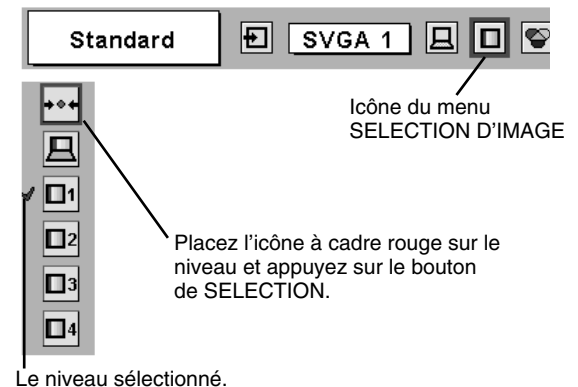 Standard
SVGA 1
Icône du menu
SELECTION D'IMAGE
1
2
3
4
Placez l'icône à cadre rouge sur le
niveau et appuyez sur le bouton
de SELECTION.
Le niveau sélectionné.